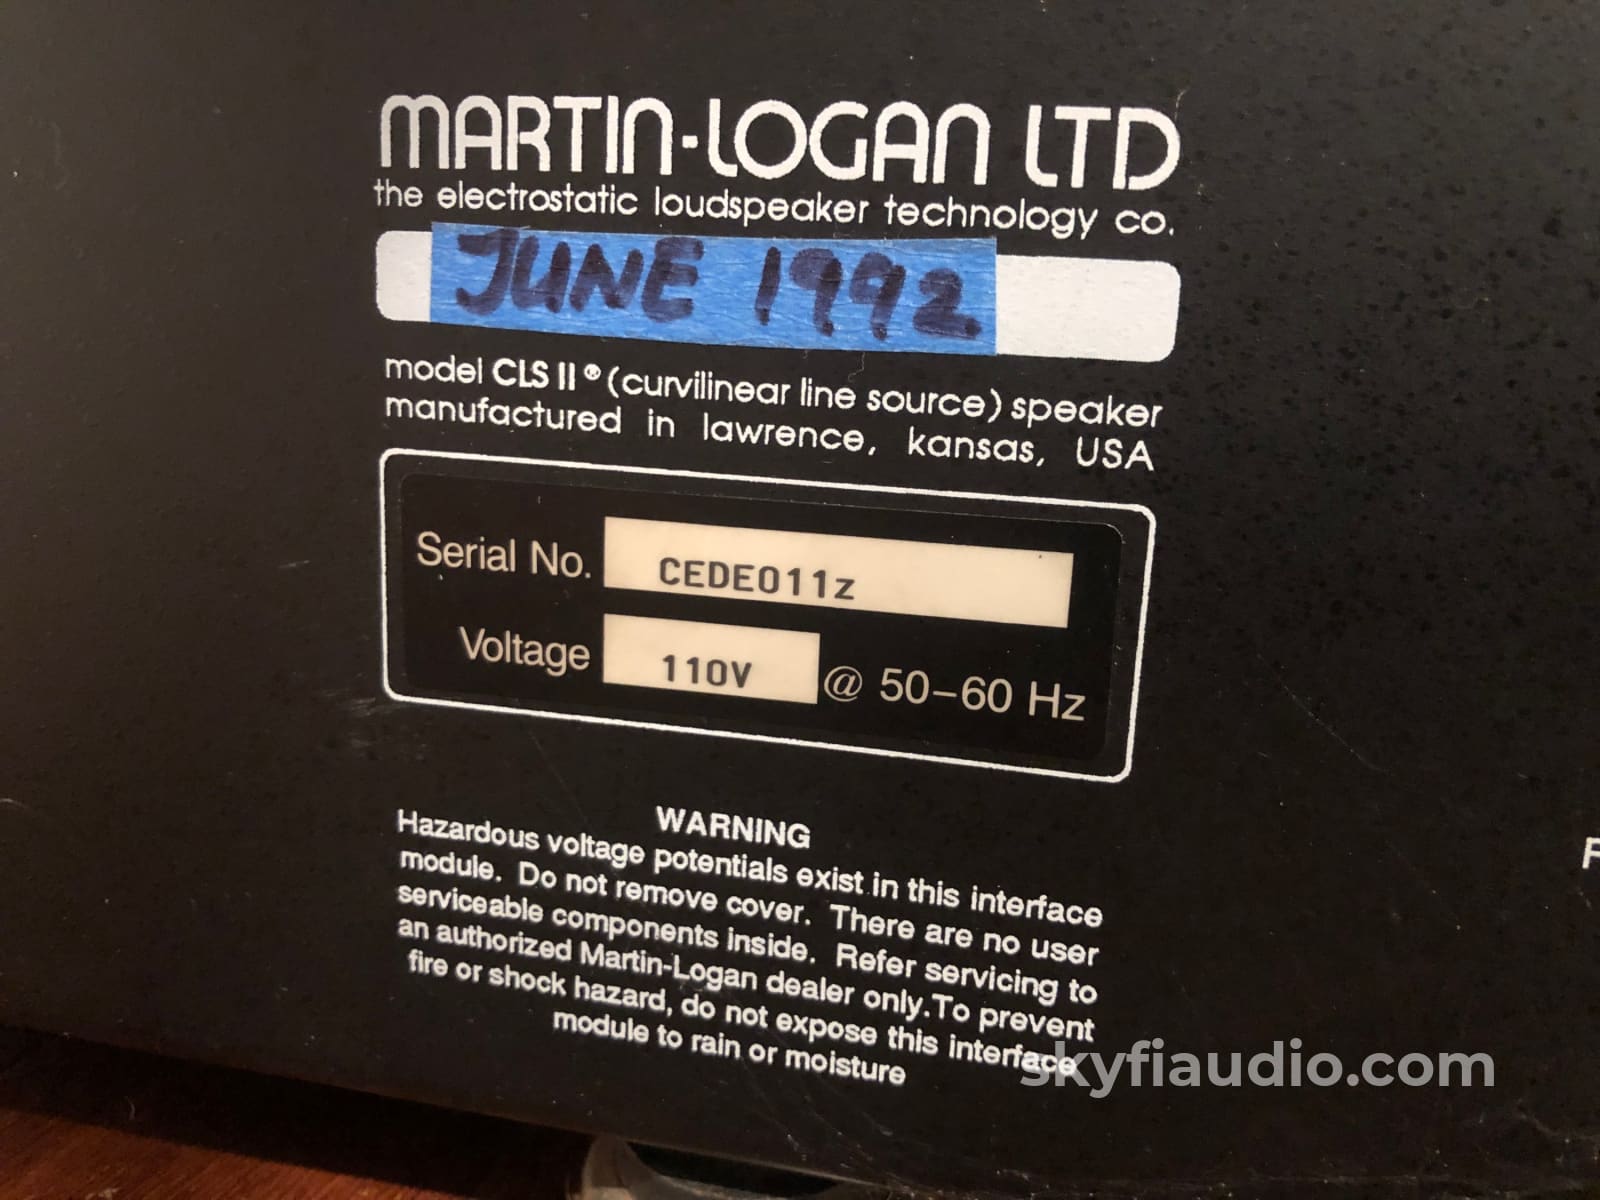 MARTIN·LOGAN LTD
the electrostatic loudspeaker technology co.
JUNE 1992
model CLS II® (curvilinear line source) speaker
manufactured in lawrence, kansas, USA
Serial No. CEDE011z
Voltage 110V @ 50–60 Hz
WARNING
Hazardous voltage potentials exist in this interface
module. Do not remove cover. There are no user
serviceable components inside. Refer servicing to
an authorized Martin-Logan dealer only. To prevent
fire or shock hazard, do not expose this interface
module to rain or moisture
skyfiaudio.com